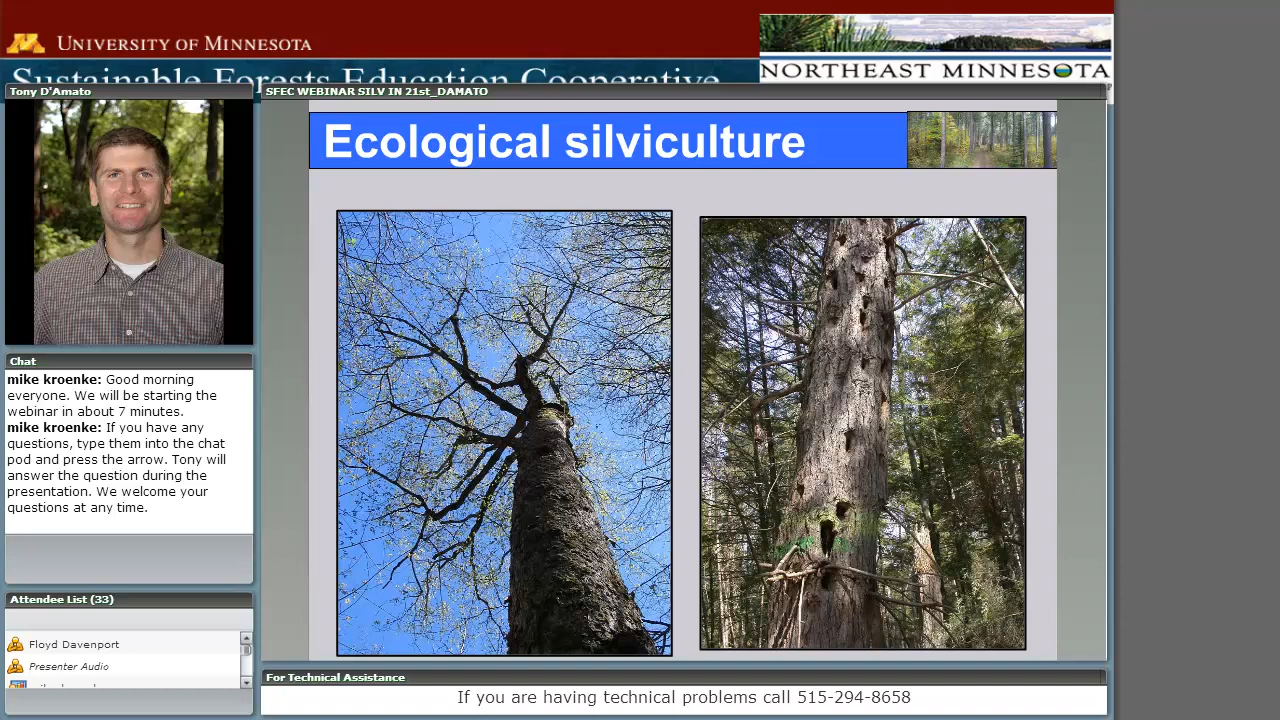 UNIVERSITY OF MINNESOTA
Sustainable Forests Education Cooperative
NORTHEAST MINNESOTA
Tony D'Amato
SFEC WEBINAR SILV IN 21st_DAMATO
Ecological silviculture
Chat
mike kroenke: Good morning
everyone. We will be starting the
webinar in about 7 minutes.
mike kroenke: If you have any
questions, type them into the chat
pod and press the arrow. Tony will
answer the question during the
presentation. We welcome your
questions at any time.
Attendee List (33)
Floyd Davenport
Presenter Audio
For Technical Assistance
If you are having technical problems call 515-294-8658